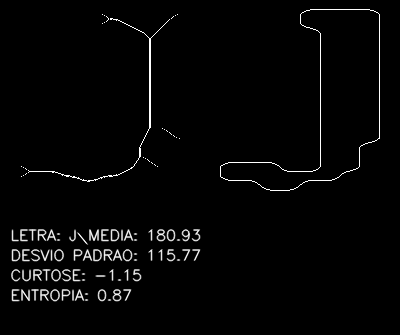 LETRA: J\MEDIA: 180.93
DESVIO PADRAO: 115.77
CURTOSE: -1.15
ENTROPIA: 0.87